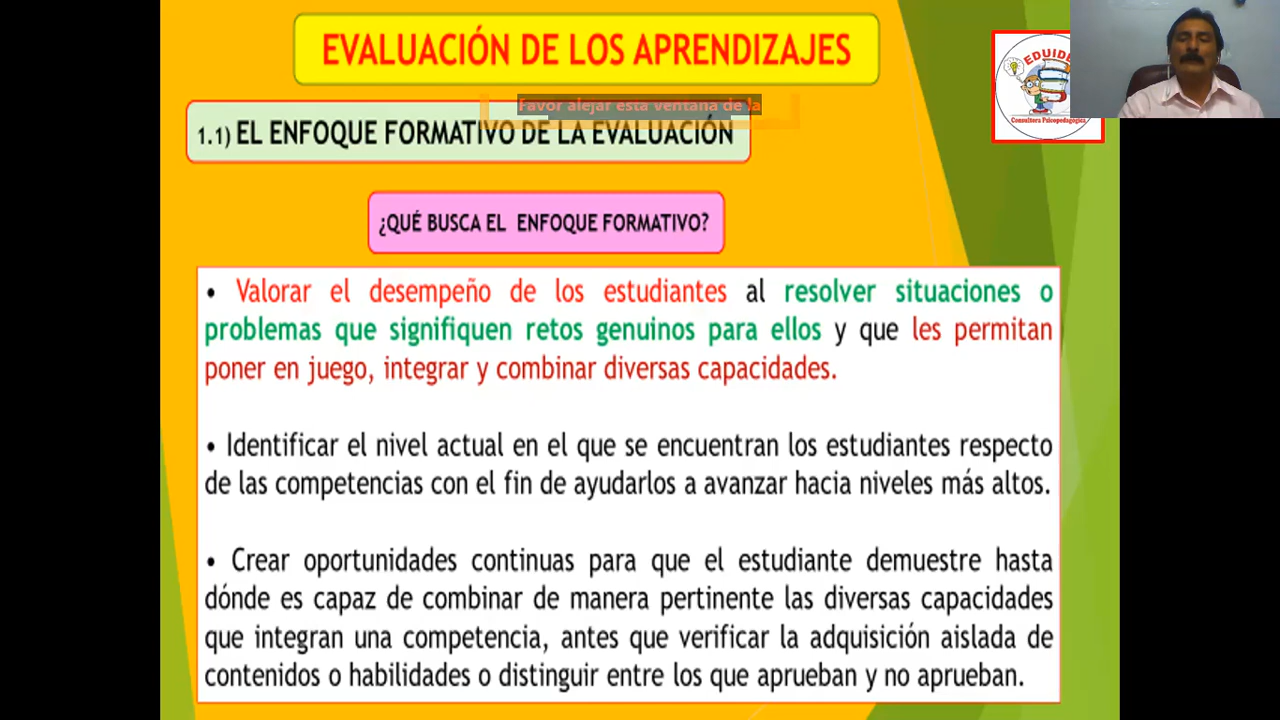 EVALUACIÓN DE LOS APRENDIZAJES
EDUIDE
Consultora Psicopedagógica
Favor alejar esta ventana de la
1.1) EL ENFOQUE FORMATIVO DE LA EVALUACIÓN
¿QUÉ BUSCA EL ENFOQUE FORMATIVO?
• Valorar el desempeño de los estudiantes al resolver situaciones o
problemas que signifiquen retos genuinos para ellos y que les permitan
poner en juego, integrar y combinar diversas capacidades.
• Identificar el nivel actual en el que se encuentran los estudiantes respecto
de las competencias con el fin de ayudarlos a avanzar hacia niveles más altos.
• Crear oportunidades continuas para que el estudiante demuestre hasta
dónde es capaz de combinar de manera pertinente las diversas capacidades
que integran una competencia, antes que verificar la adquisición aislada de
contenidos o habilidades o distinguir entre los que aprueban y no aprueban.